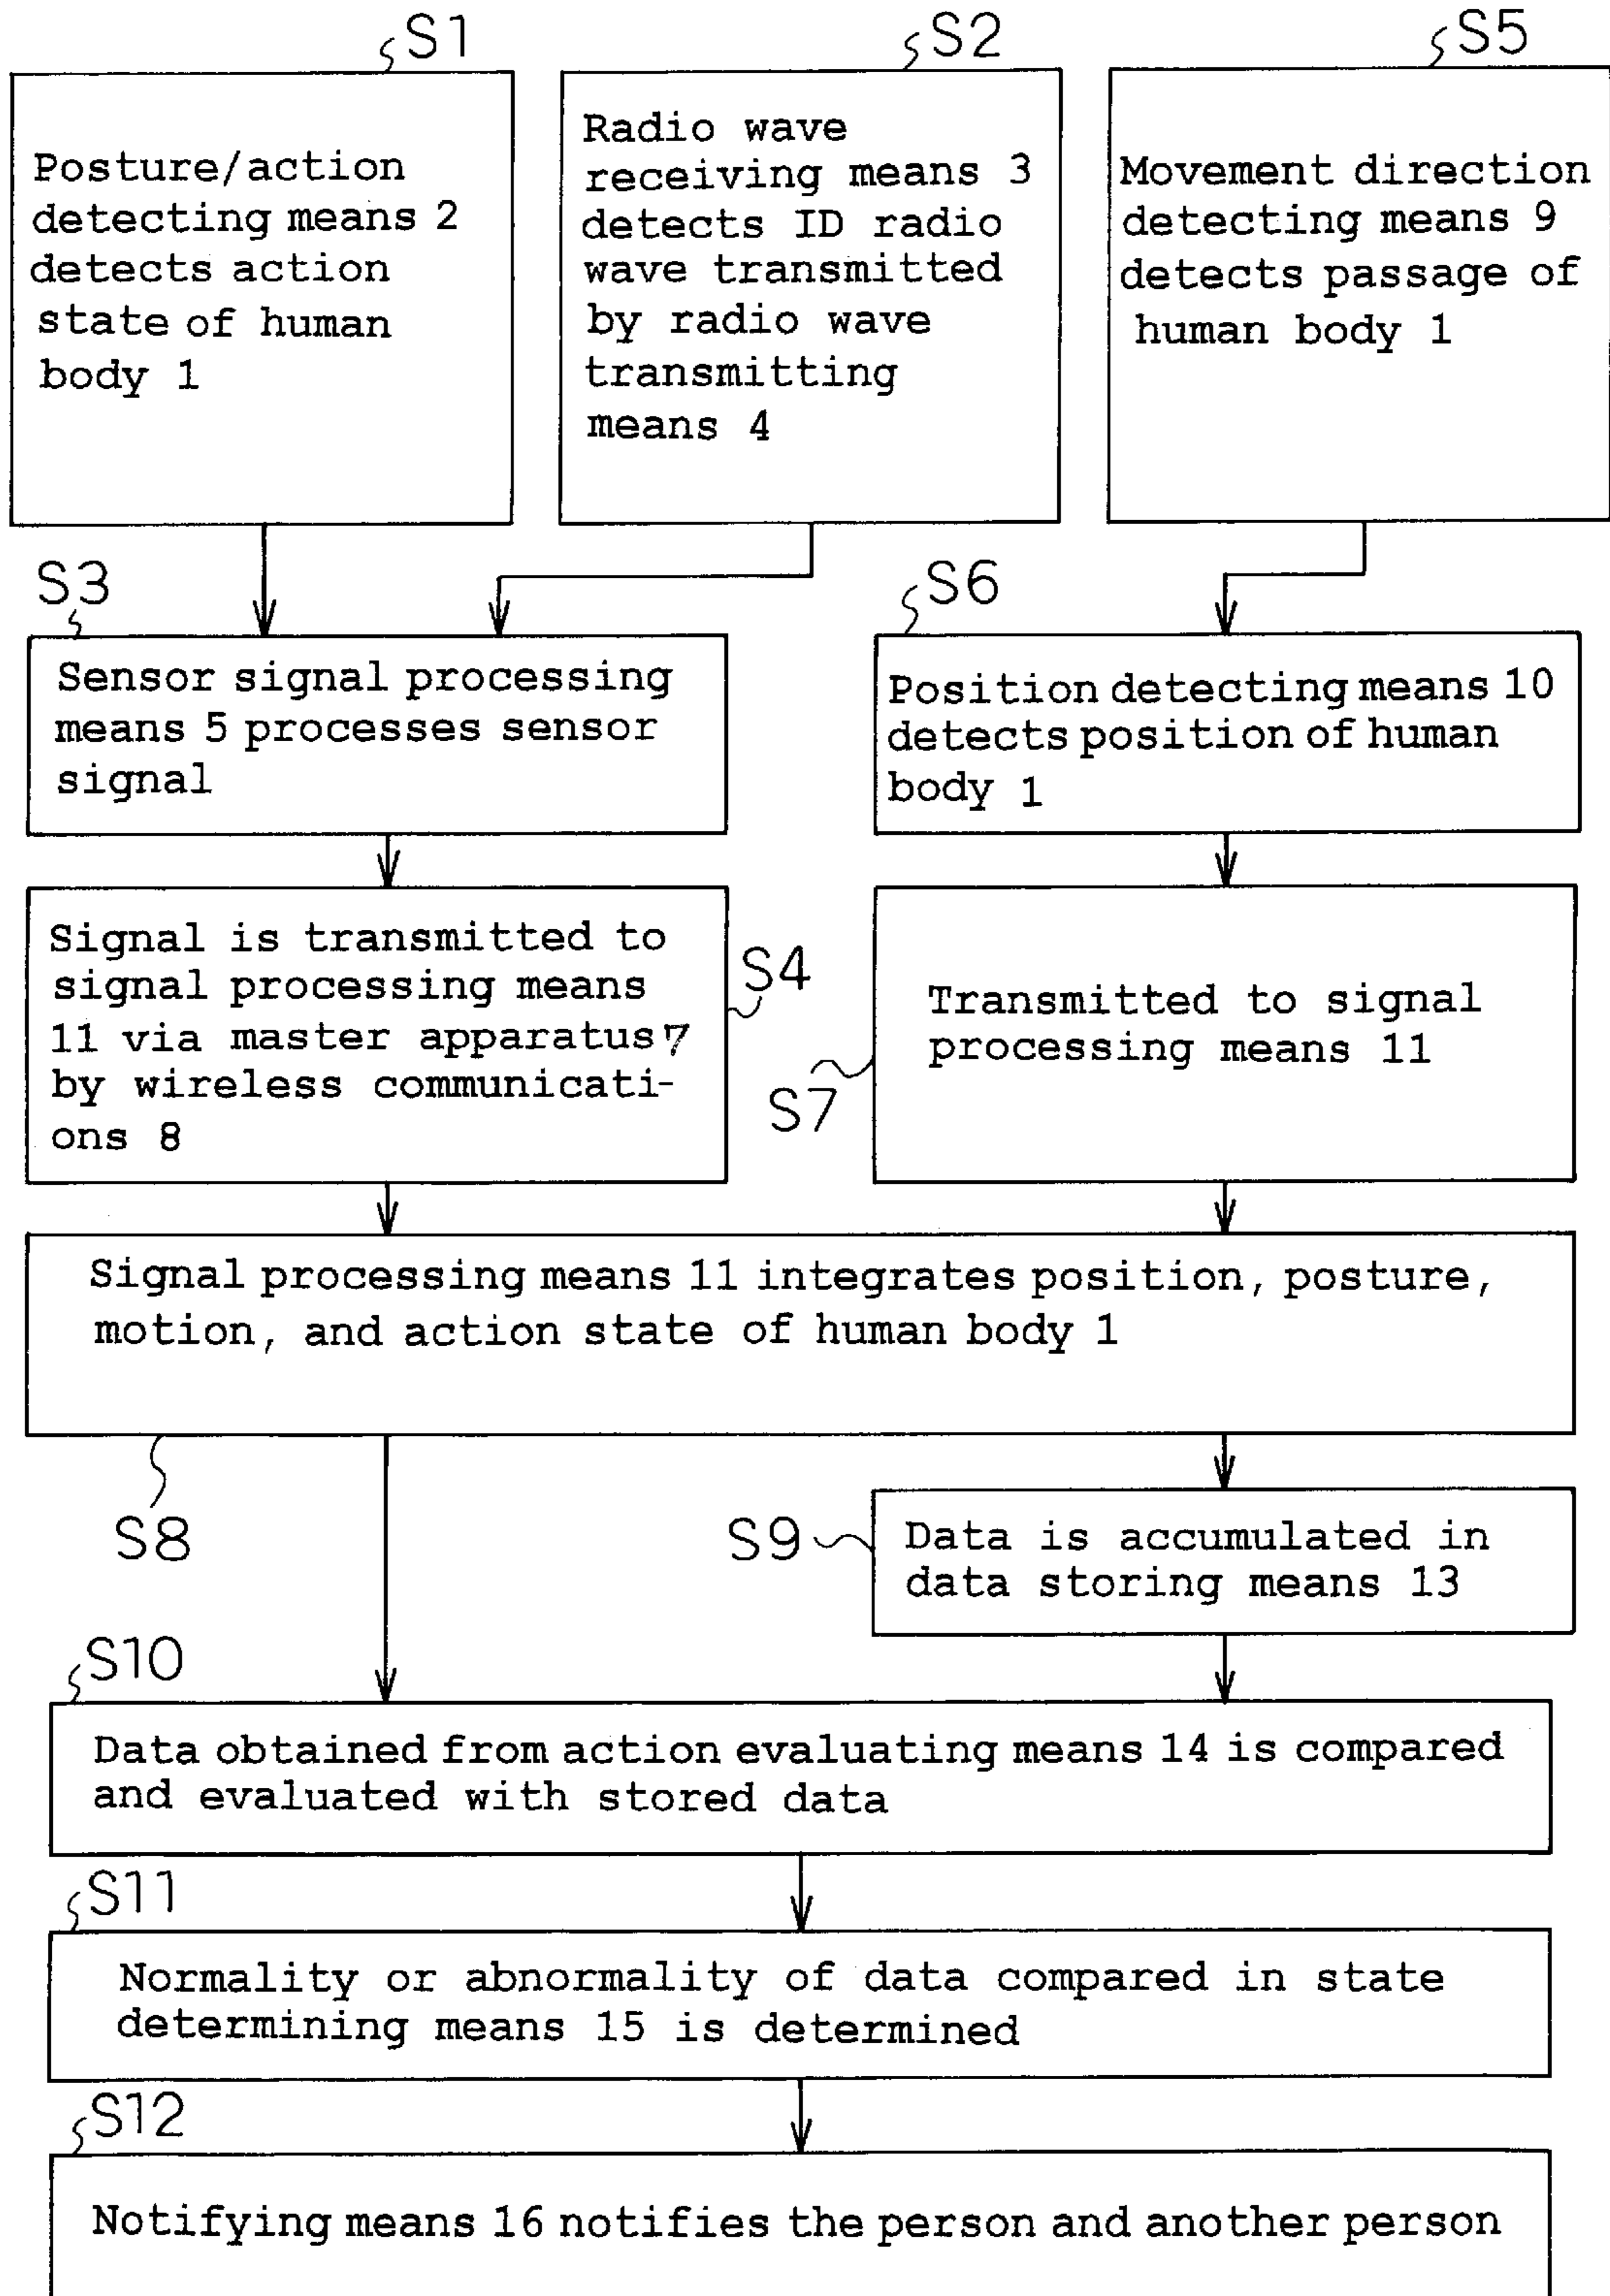 S1
Posture/action
detecting means 2
detects action
state of human
body 1
S2
Radio wave
receiving means 3
detects ID radio
wave transmitted
by radio wave
transmitting
means 4
S5
Movement direction
detecting means 9
detects passage of
human body 1
S3
Sensor signal processing
means 5 processes sensor
signal
S6
Position detecting means 10
detects position of human
body 1
Signal is transmitted to
signal processing means
11 via master apparatus 7
by wireless communicati-
ons 8
S4
S7
Transmitted to signal
processing means 11
Signal processing means 11 integrates position, posture,
motion, and action state of human body 1
S8
S9
Data is accumulated in
data storing means 13
S10
Data obtained from action evaluating means 14 is compared
and evaluated with stored data
S11
Normality or abnormality of data compared in state
determining means 15 is determined
S12
Notifying means 16 notifies the person and another person